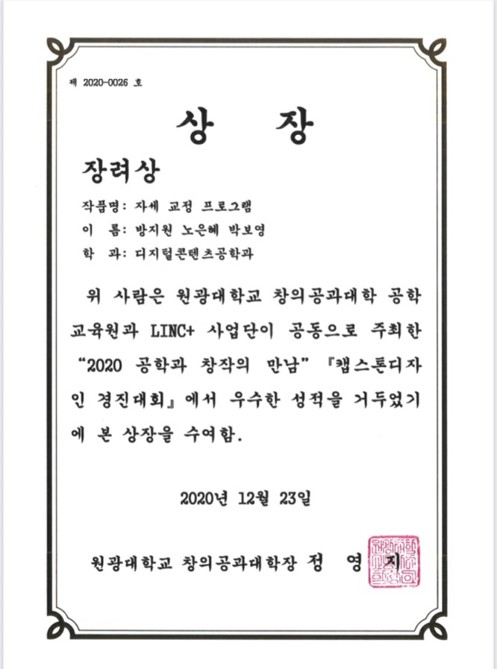 제 2020-0026 호
상 장
장려상
작품명: 자세 교정 프로그램
이 름: 방지원 노은혜 박보영
학 과: 디지털콘텐츠공학과
위 사람은 원광대학교 창의공과대학 공학
교육원과 LINC+ 사업단이 공동으로 주최한
“2020 공학과 창작의 만남” 『캡스톤디자
인 경진대회』에서 우수한 성적을 거두었기
에 본 상장을 수여함.
2020년 12월 23일
원광대학교 창의공과대학장 정 영 지